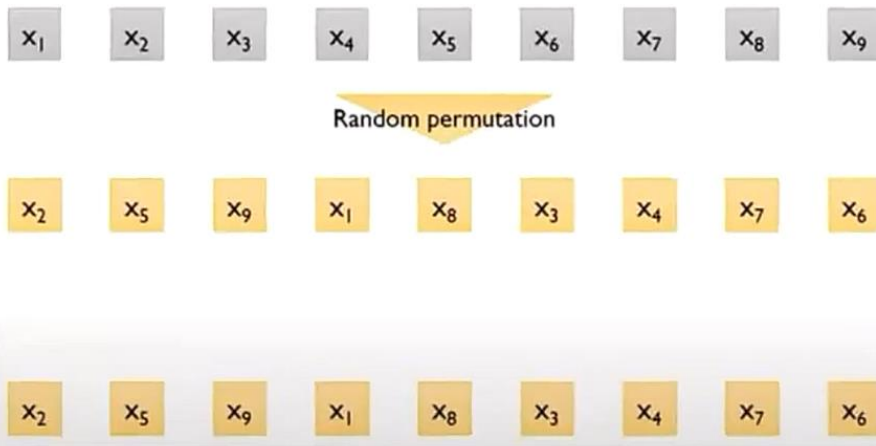 x₁ x₂ x₃ x₄ x₅ x₆ x₇ x₈ x₉
Random permutation
x₂ x₅ x₉ x₁ x₈ x₃ x₄ x₇ x₆
x₂ x₅ x₉ x₁ x₈ x₃ x₄ x₇ x₆